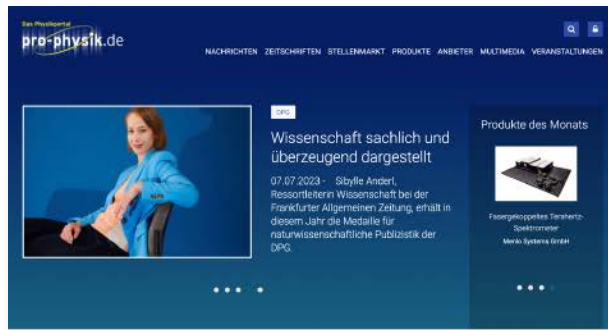 Das Physikportal
pro-physik.de
NACHRICHTEN ZEITSCHRIFTEN STELLENMARKT PRODUKTE ANBIETER MULTIMEDIA VERANSTALTUNGEN
DPG
Wissenschaft sachlich und
überzeugend dargestellt
07.07.2023 - Sibylle Anderl,
Ressortleiterin Wissenschaft bei der
Frankfurter Allgemeinen Zeitung, erhält in
diesem Jahr die Medaille für
naturwissenschaftliche Publizistik der
DPG.
Produkte des Monats
Fasergekoppeltes Terahertz-
Spektrometer
Menlo Systems GmbH